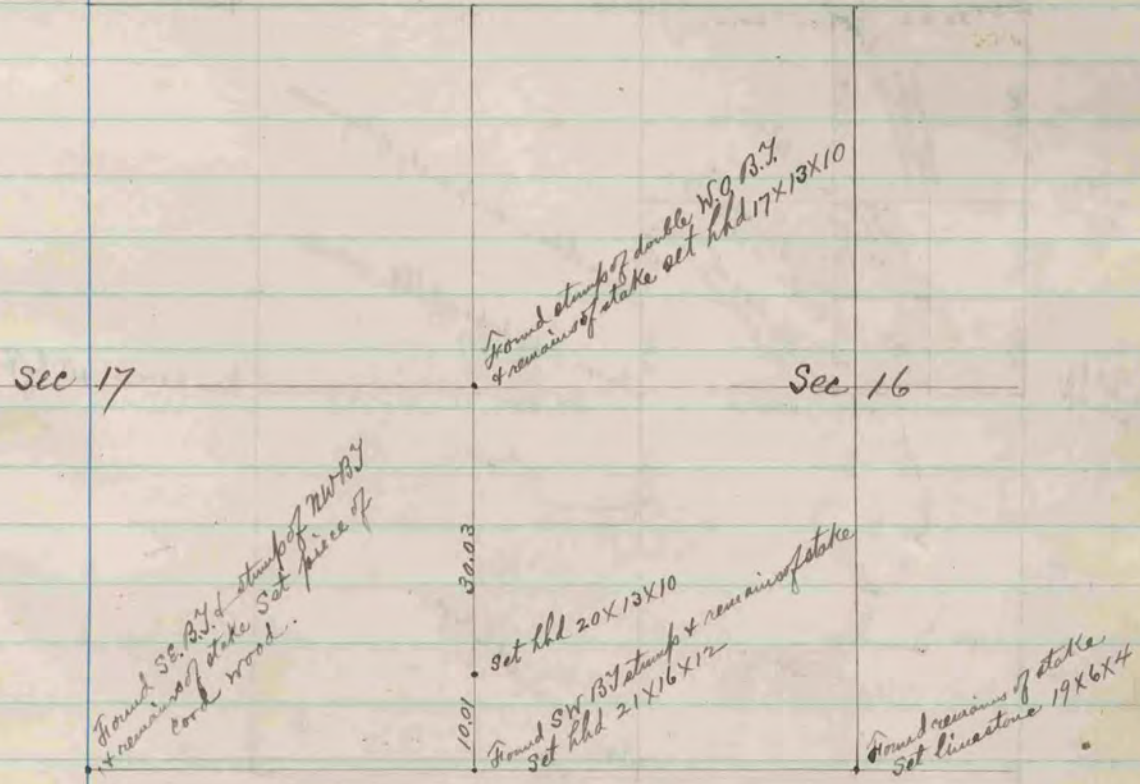 Found stump of double W.O. B.T.
& remains of stake set hhd 17X13X10
Sec 17
Sec 16
Found SE. B.T. & stump of NW BT
& remains of stake Set piece of
cord wood.
30.03
Set hhd 20X13X10
10.01
Found SW BT stump & remains of stake
Set hhd 21X16X12
Found remains of stake
Set limestone 19X6X4